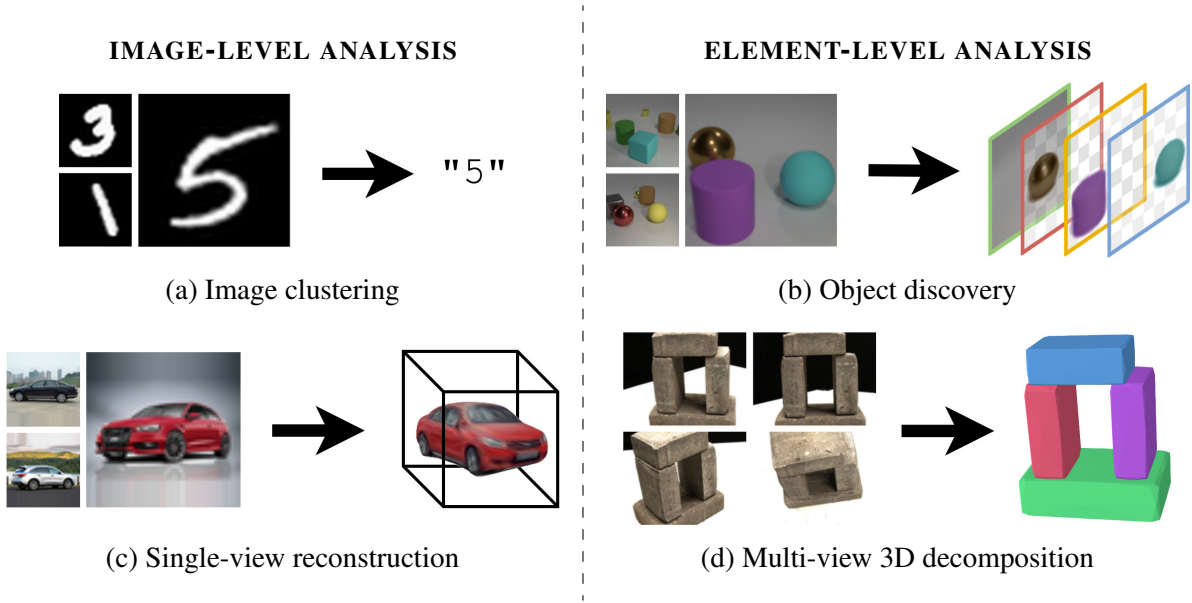 IMAGE-LEVEL ANALYSIS
"5"
(a) Image clustering
(c) Single-view reconstruction
ELEMENT-LEVEL ANALYSIS
(b) Object discovery
(d) Multi-view 3D decomposition